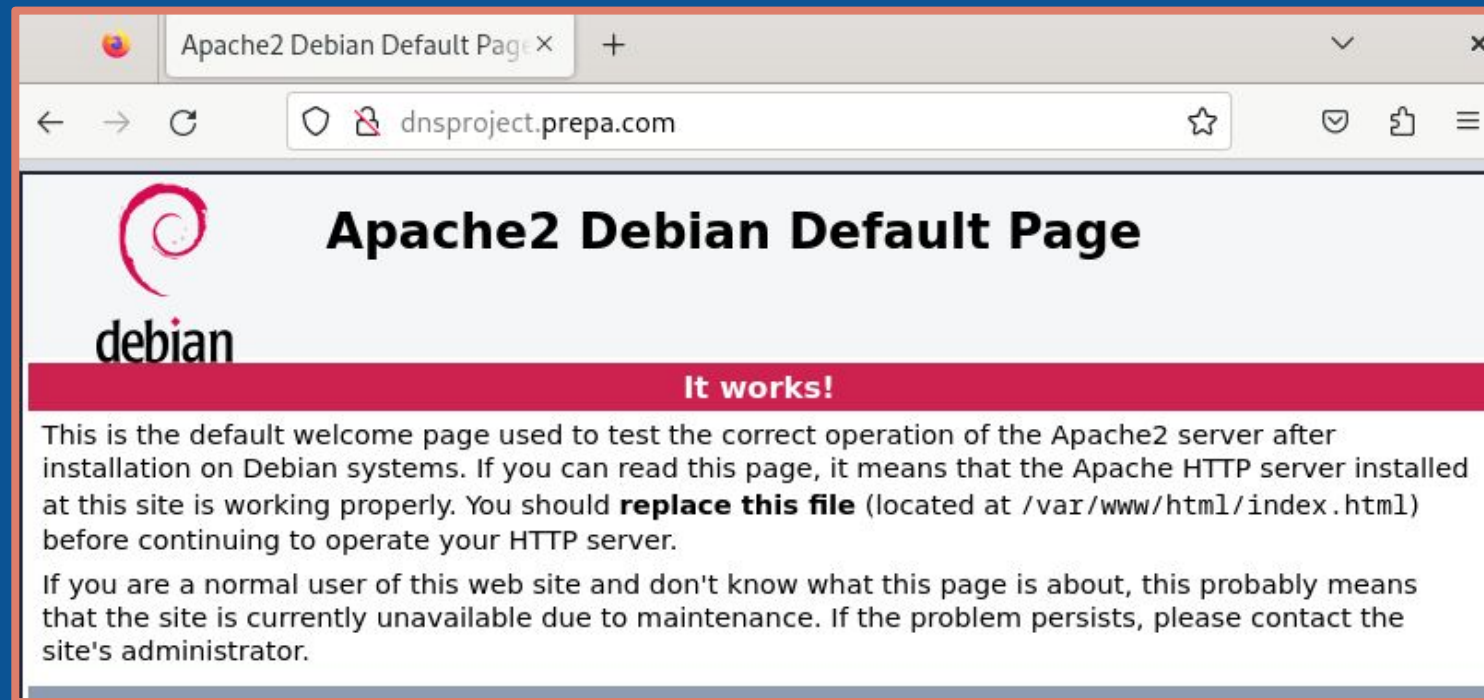 Apache2 Debian Default Page
dnsproject.prepa.com
Apache2 Debian Default Page
debian
It works!
This is the default welcome page used to test the correct operation of the Apache2 server after
installation on Debian systems. If you can read this page, it means that the Apache HTTP server installed
at this site is working properly. You should replace this file (located at /var/www/html/index.html)
before continuing to operate your HTTP server.
If you are a normal user of this web site and don't know what this page is about, this probably means
that the site is currently unavailable due to maintenance. If the problem persists, please contact the
site's administrator.